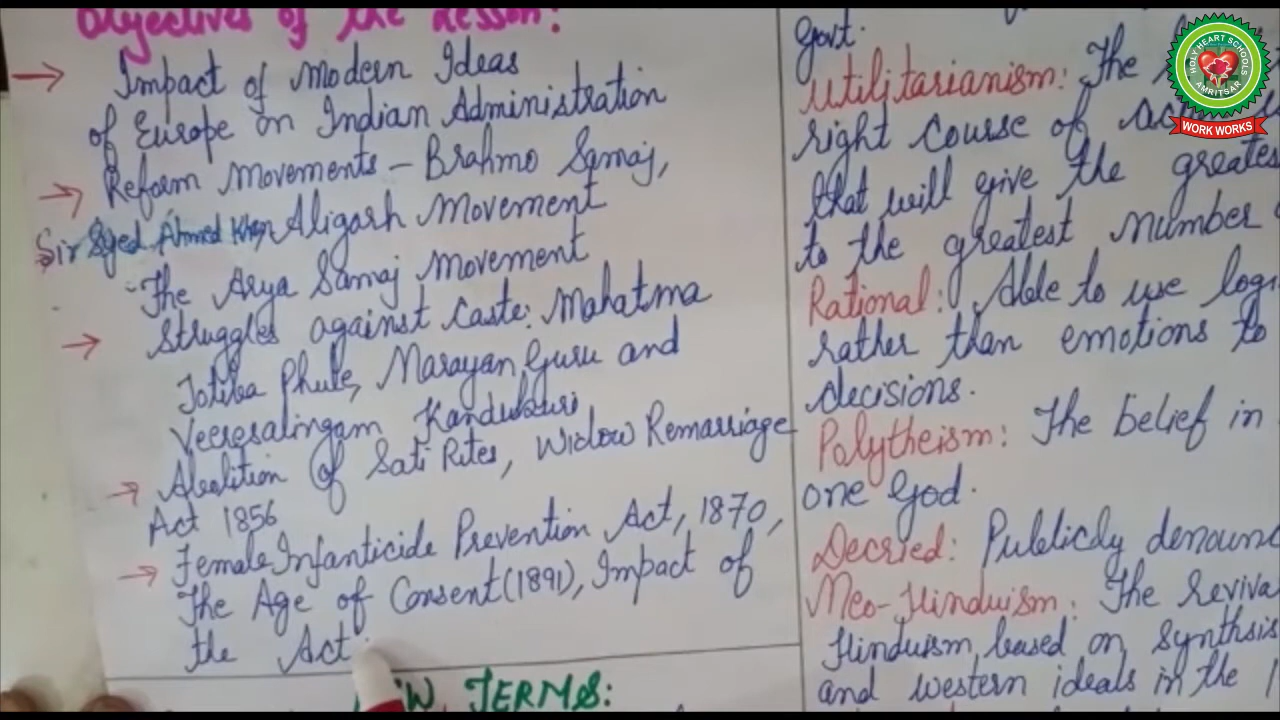 Objectives of the Lesson:
→ Impact of Modern Ideas
of Europe on Indian Administration
→ Reform Movements - Brahmo Samaj,
Sir Syed Ahmed Khan Aligarh Movement
The Arya Samaj Movement
→ Struggles against Caste: Mahatma
Jotiba Phule, Narayan Guru and
Veeresalingam Kandukuri
→ Abolition of Sati Rites, Widow Remarriage
Act 1856
→ Female Infanticide Prevention Act, 1870,
The Age of Consent (1891), Impact of
the Act.
TERMS:
Govt.
Utilitarianism: The
right course of
that will give the greates
to the greatest number
Rational: Able to use logi
rather than emotions to
decisions.
Polytheism: The belief in
one God.
Decried: Publicly denounc
Neo-Hinduism: The reviva
Hinduism, based on Synthsis
and western ideals in the
HOLY HEART SCHOOLS
AMRITSAR
WORK WORKS